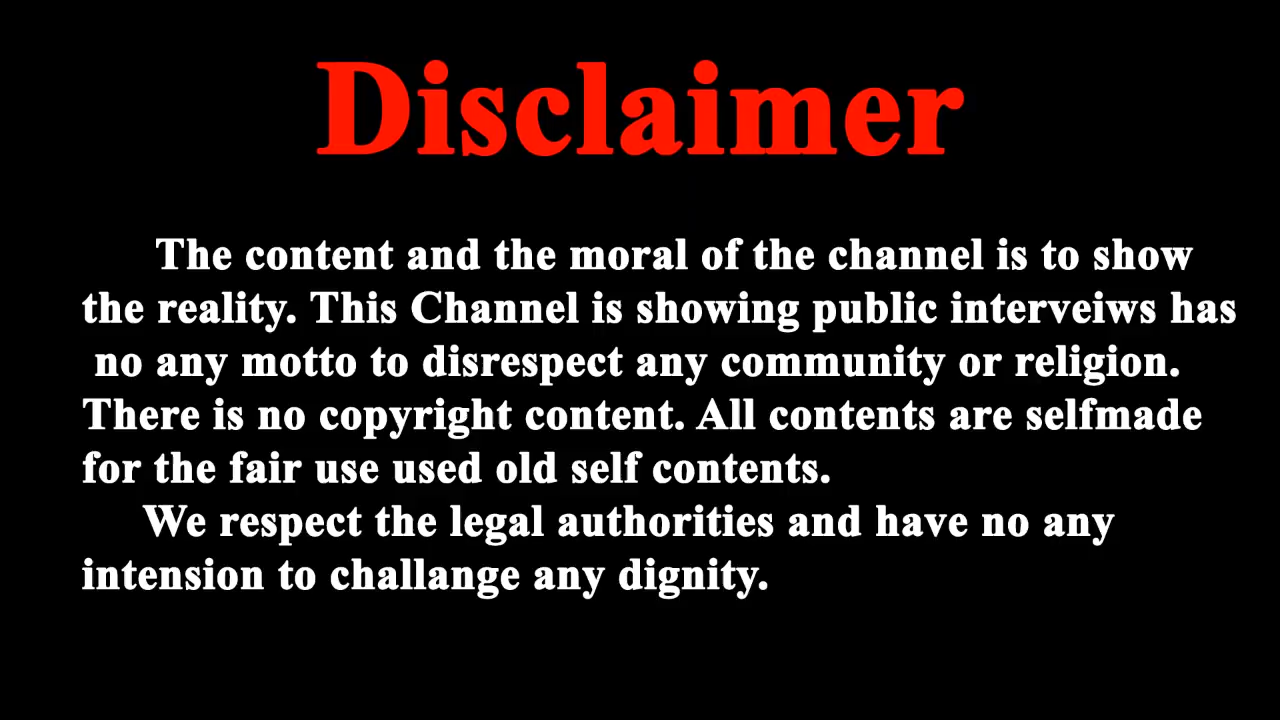 Disclaimer
The content and the moral of the channel is to show
the reality. This Channel is showing public interveiws has
no any motto to disrespect any community or religion.
There is no copyright content. All contents are selfmade
for the fair use used old self contents.
We respect the legal authorities and have no any
intension to challange any dignity.